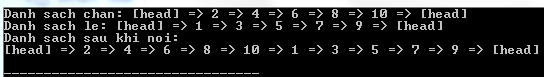 Danh sach chan: [head] => 2 => 4 => 6 => 8 => 10 => [head]
Danh sach le: [head] => 1 => 3 => 5 => 7 => 9 => [head]
Danh sach sau khi noi:
[head] => 2 => 4 => 6 => 8 => 10 => 1 => 3 => 5 => 7 => 9 => [head]
--------------------------------